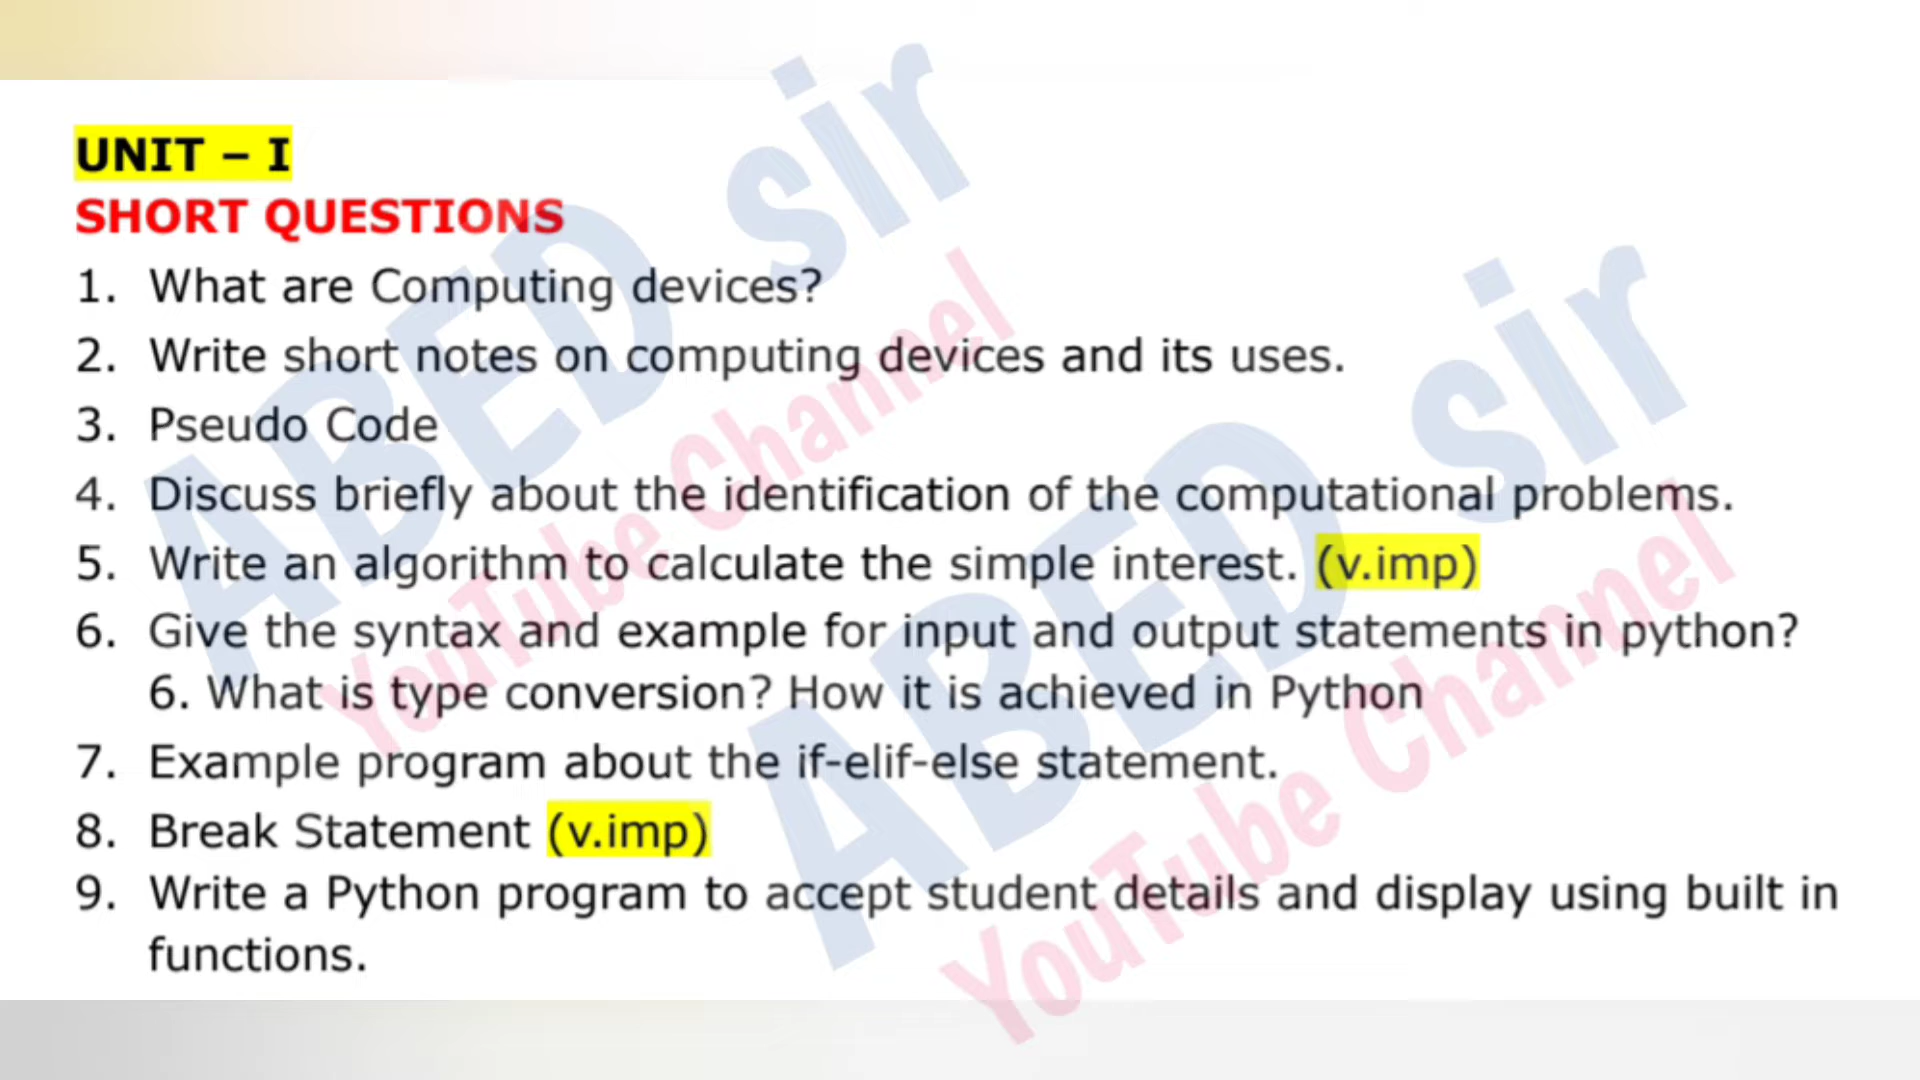 UNIT – I
SHORT QUESTIONS
1. What are Computing devices?
2. Write short notes on computing devices and its uses.
3. Pseudo Code
4. Discuss briefly about the identification of the computational problems.
5. Write an algorithm to calculate the simple interest. (v.imp)
6. Give the syntax and example for input and output statements in python?
6. What is type conversion? How it is achieved in Python
7. Example program about the if-elif-else statement.
8. Break Statement (v.imp)
9. Write a Python program to accept student details and display using built in
functions.
ABED sir
YouTube Channel
ABED sir
YouTube Channel